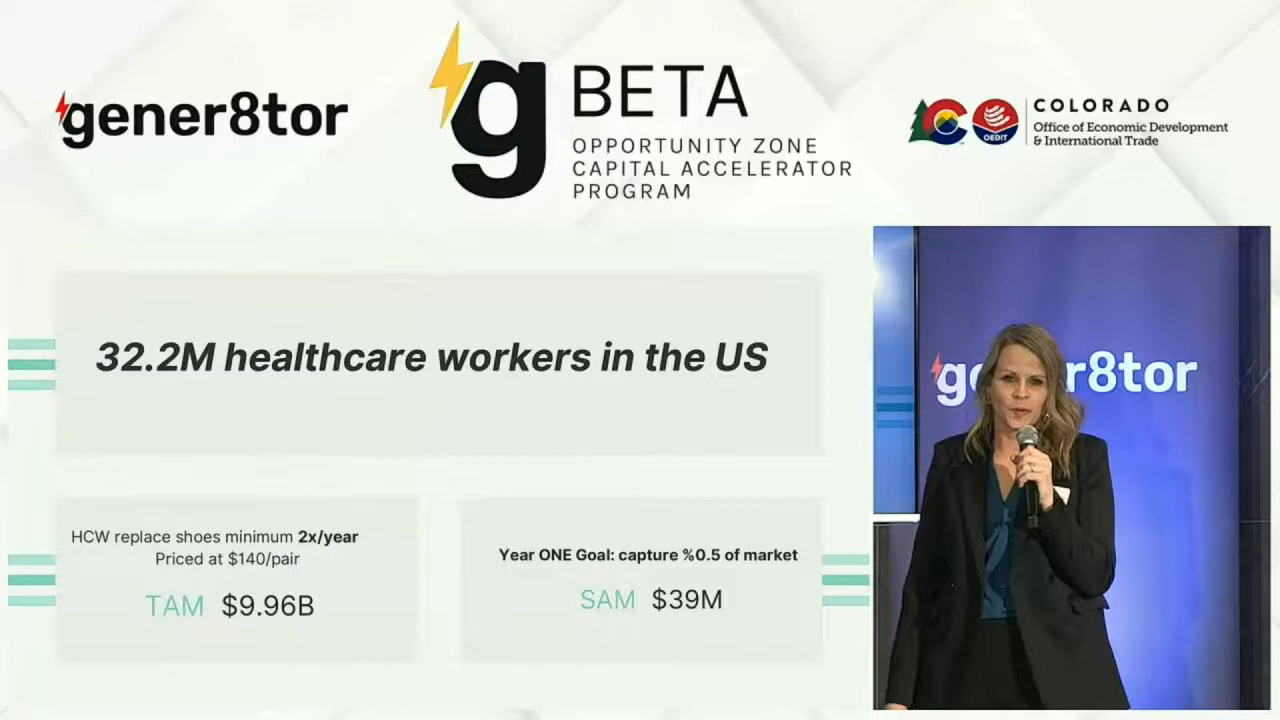 gener8tor
g BETA
OPPORTUNITY ZONE
CAPITAL ACCELERATOR
PROGRAM
OEDIT
COLORADO
Office of Economic Development
& International Trade
32.2M healthcare workers in the US
HCW replace shoes minimum 2x/year
Priced at $140/pair
TAM $9.96B
Year ONE Goal: capture %0.5 of market
SAM $39M
r8tor